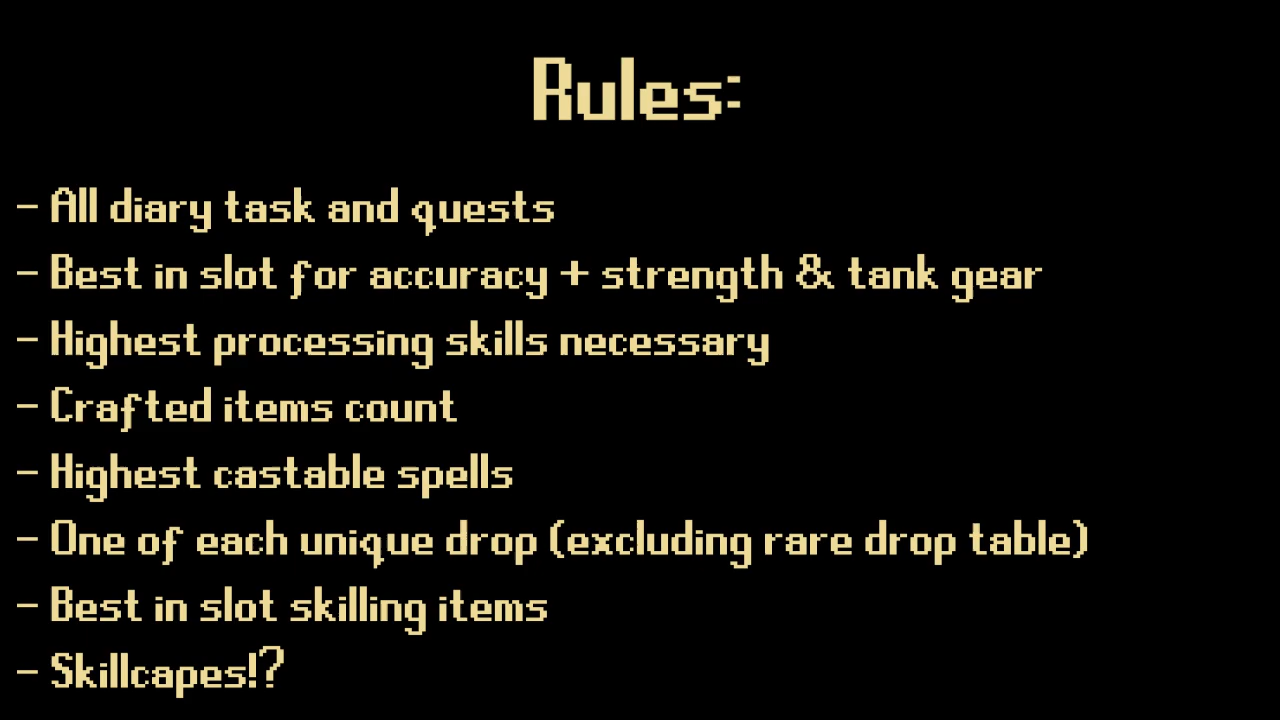 Rules:
- All diary task and quests
- Best in slot for accuracy + strength & tank gear
- Highest processing skills necessary
- Crafted items count
- Highest castable spells
- One of each unique drop (excluding rare drop table)
- Best in slot skilling items
- Skillcapes!?